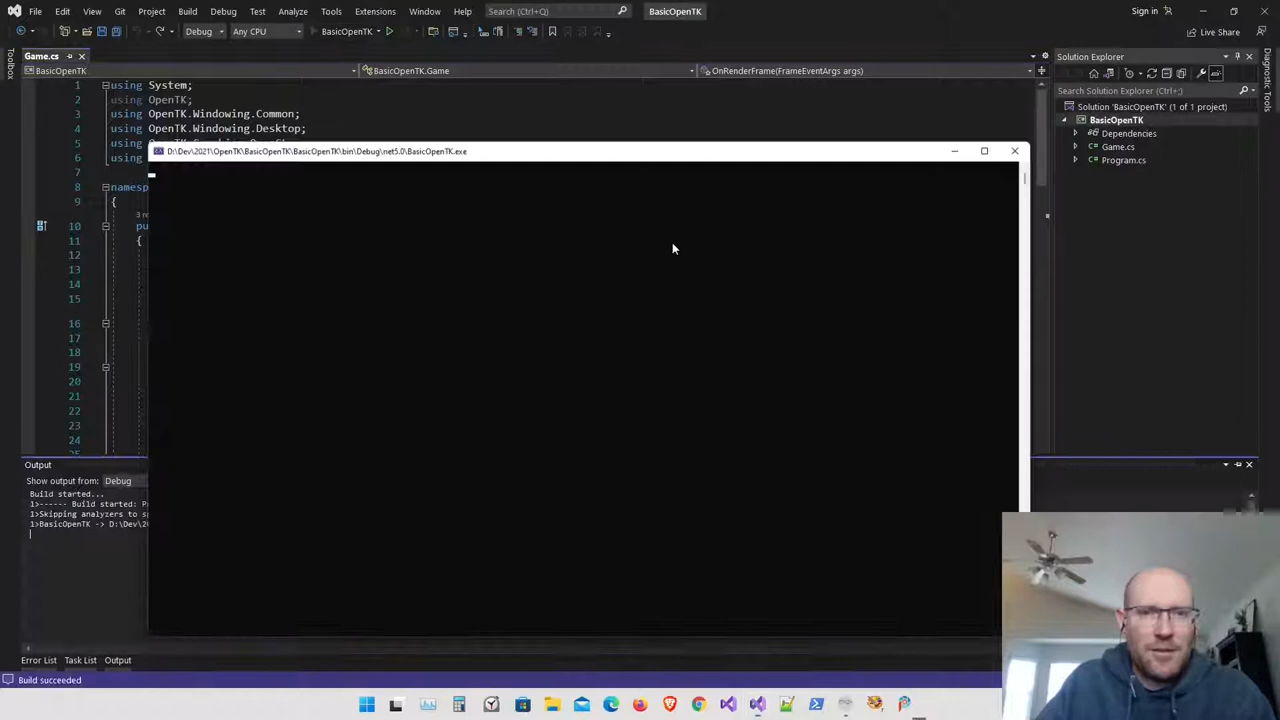 File Edit View Git Project Build Debug Test Analyze Tools Extensions Window Help Search (Ctrl+Q) BasicOpenTK Sign in
Debug Any CPU BasicOpenTK Live Share
Toolbox
Game.cs
BasicOpenTK BasicOpenTK.Game OnRenderFrame(FrameEventArgs args)
1 using System;
2 using OpenTK;
3 using OpenTK.Windowing.Common;
4 using OpenTK.Windowing.Desktop;
5
6 using
7
8 namesp
9 {
10 pu
11 {
12
13
14
15
16
17
18
19
20
21
22
23
24
D:\Dev\2021\OpenTK\BasicOpenTK\BasicOpenTK\bin\Debug\net5.0\BasicOpenTK.exe
Solution Explorer
Search Solution Explorer (Ctrl+;)
Solution 'BasicOpenTK' (1 of 1 project)
BasicOpenTK
Dependencies
Game.cs
Program.cs
Diagnostic Tools
Output
Show output from: Debug
Build started...
1>------ Build started: P
1>Skipping analyzers to s
1>BasicOpenTK -> D:\Dev\2
Error List Task List Output
Build succeeded